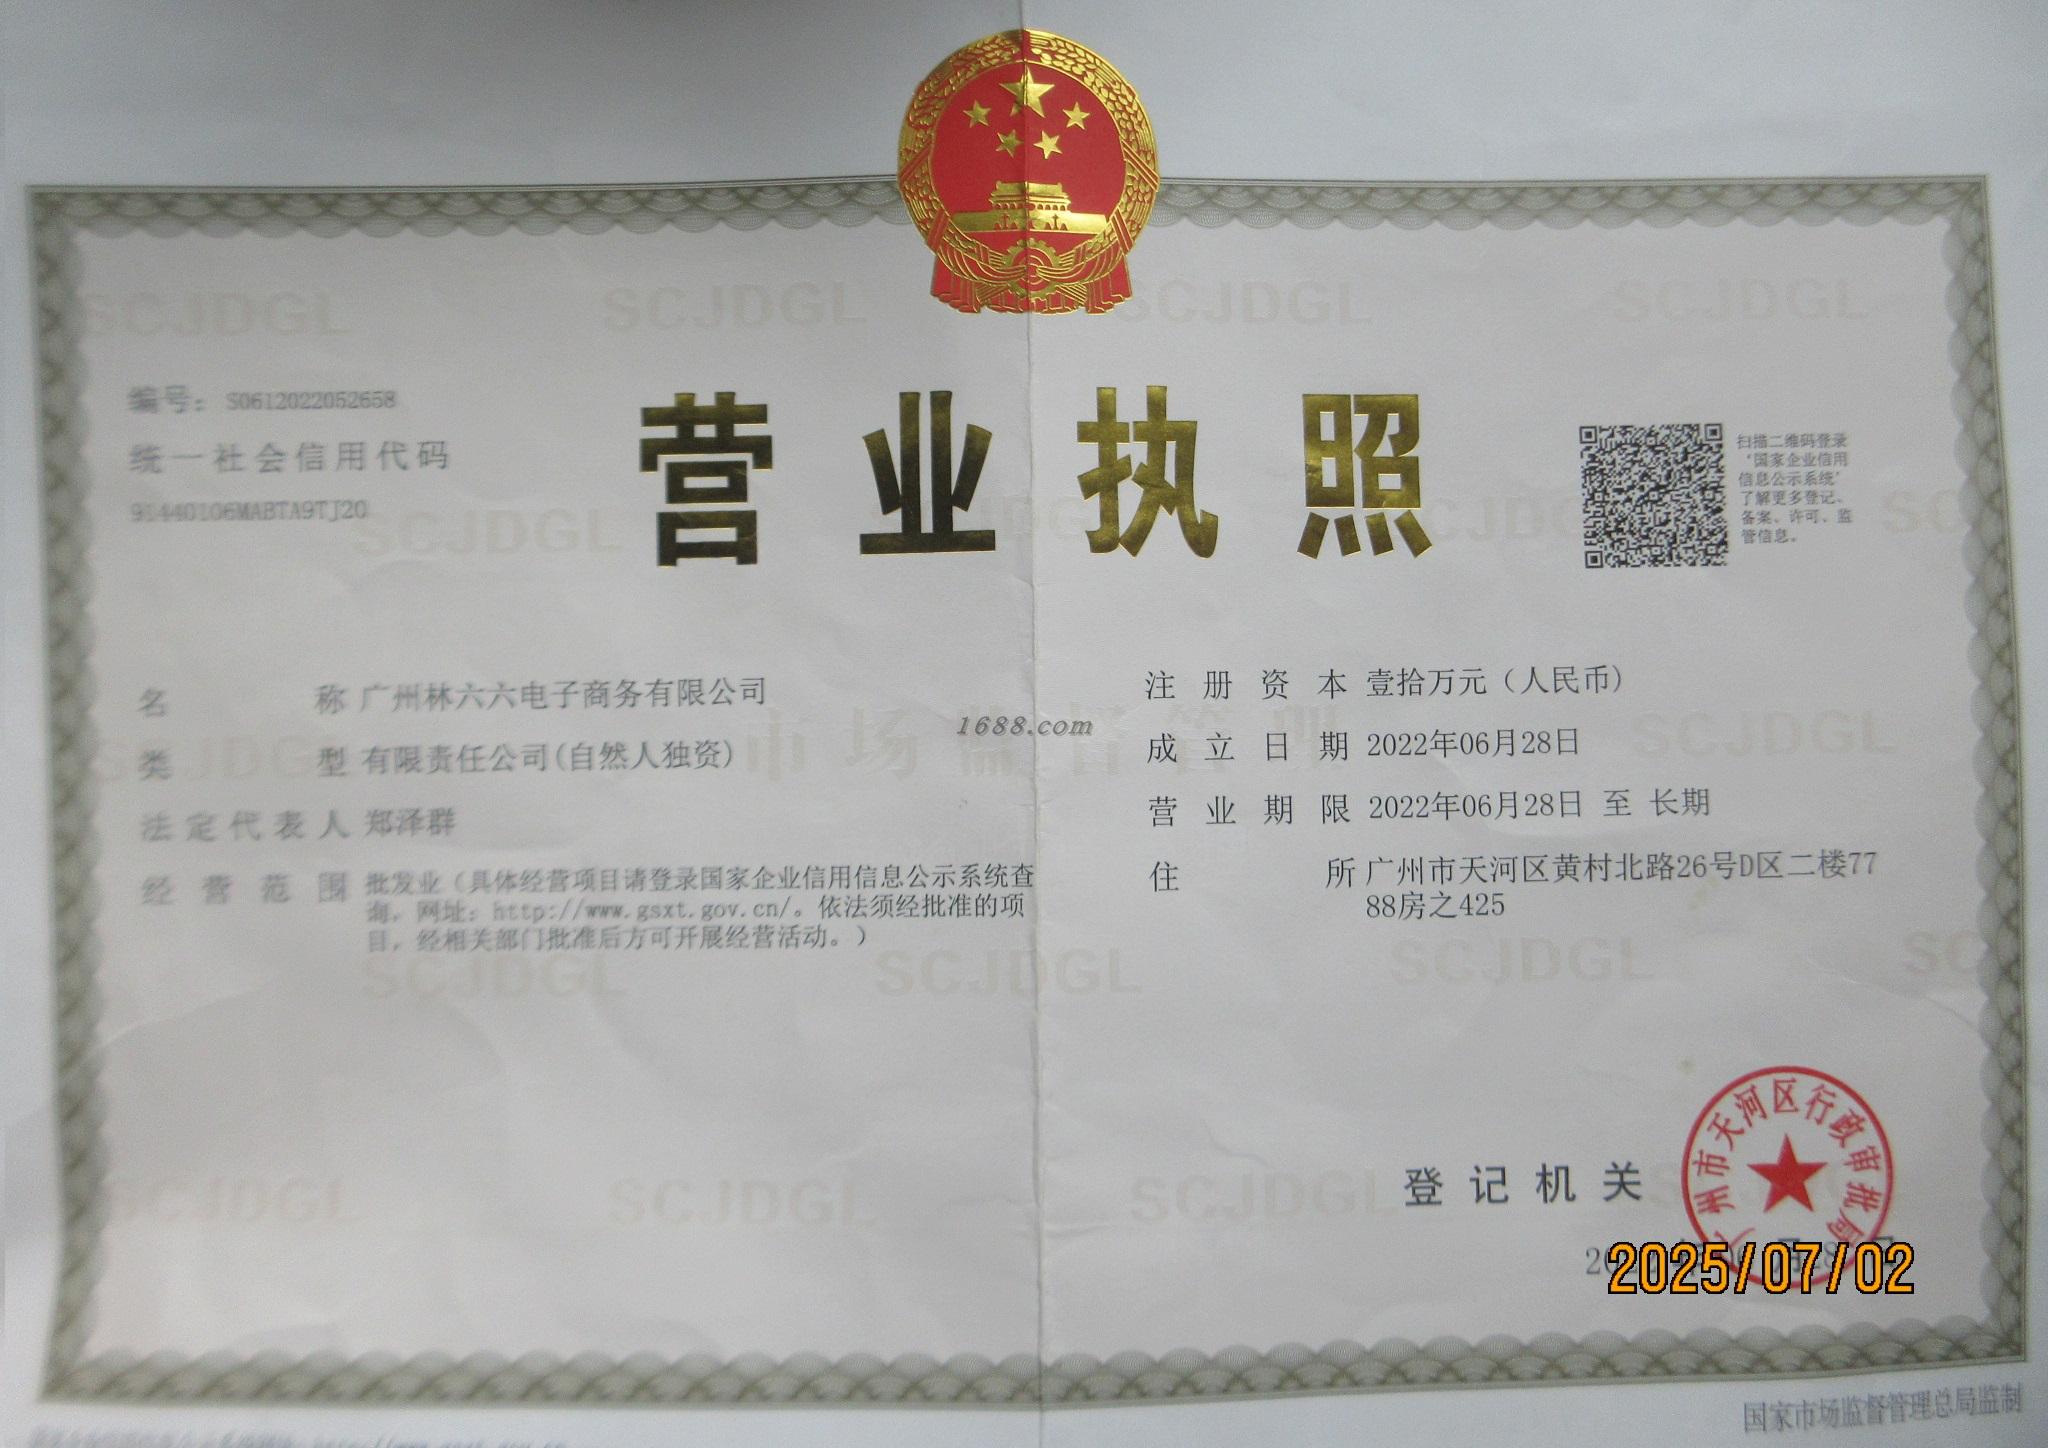 编号： S0612022052658
统一社会信用代码
91440106MABTA9TJ20
营业执照
扫描二维码登录
‘国家企业信用
信息公示系统’
了解更多登记、
备案、许可、监
管信息。
名称 广州林六六电子商务有限公司
类型 有限责任公司(自然人独资)
法定代表人 郑泽群
经营范围 批发业（具体经营项目请登录国家企业信用信息公示系统查
询，网址：http://www.gsxt.gov.cn/。依法须经批准的项
目，经相关部门批准后方可开展经营活动。）
注册资本 壹拾万元（人民币）
成立日期 2022年06月28日
营业期限 2022年06月28日 至 长期
住所 广州市天河区黄村北路26号D区二楼77
88房之425
1688.com
市场监督管理
SCJDGL SCJDGL SCJDGL SCJDGL
登记机关
广州市天河区行政审批局
2025/07/02
国家市场监督管理总局监制